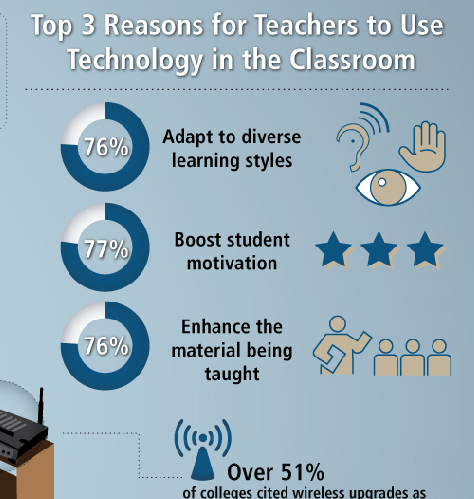 Top 3 Reasons for Teachers to Use
Technology in the Classroom
76%
Adapt to diverse
learning styles
77%
Boost student
motivation
76%
Enhance the
material being
taught
Over 51%
of colleges cited wireless upgrades as